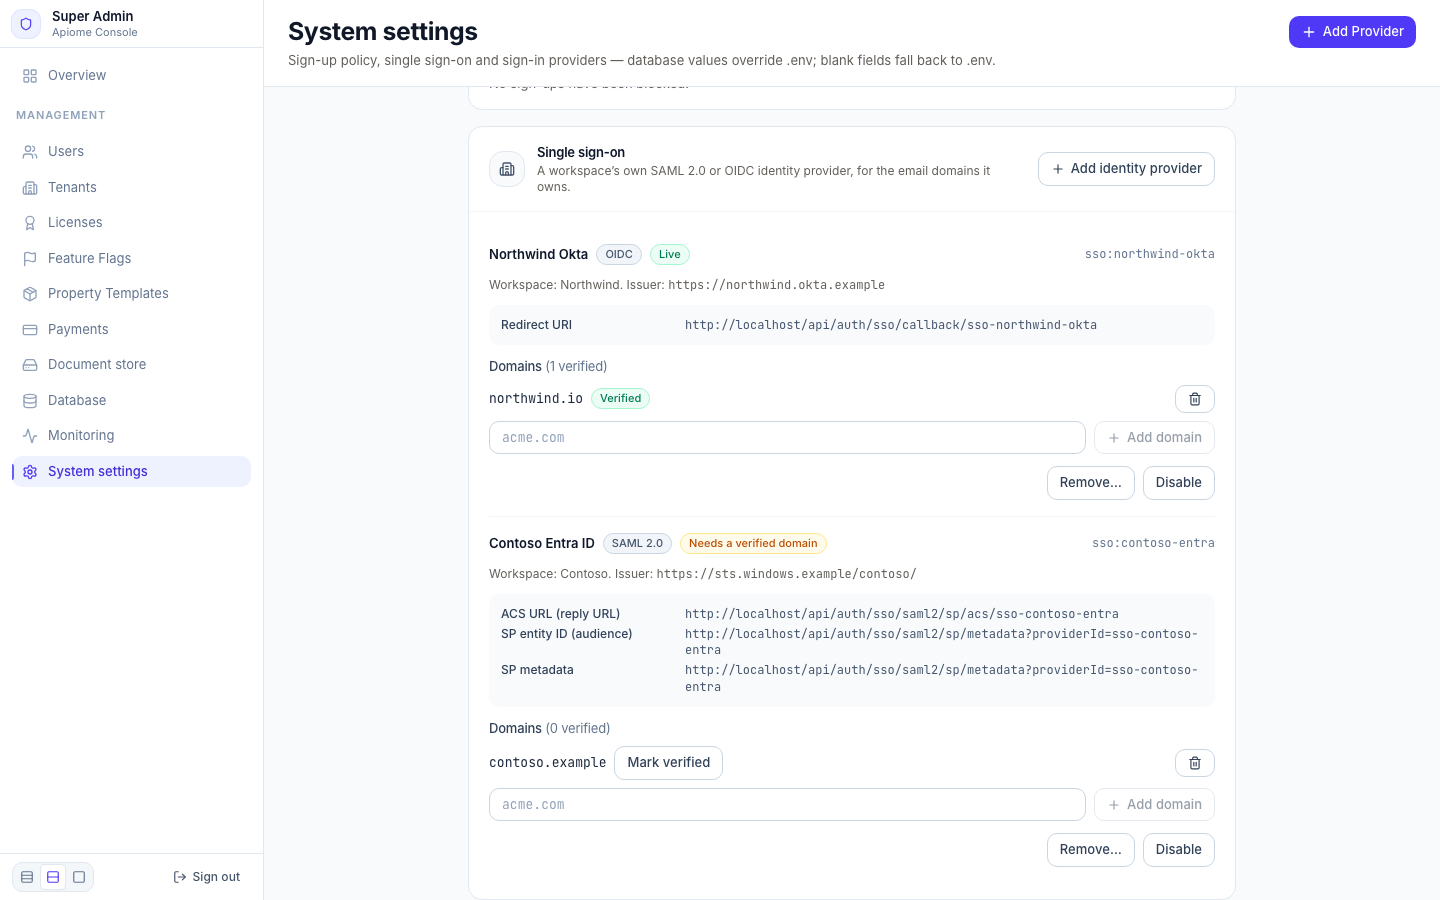 Super Admin
Apiome Console
Overview
MANAGEMENT
Users
Tenants
Licenses
Feature Flags
Property Templates
Payments
Document store
Database
Monitoring
System settings
Sign out
System settings
Sign-up policy, single sign-on and sign-in providers — database values override .env; blank fields fall back to .env.
Add Provider
No sign-ups have been blocked.
Single sign-on
A workspace's own SAML 2.0 or OIDC identity provider, for the email domains it
owns.
Add identity provider
Northwind Okta OIDC Live sso:northwind-okta
Workspace: Northwind. Issuer: https://northwind.okta.example
Redirect URI http://localhost/api/auth/sso/callback/sso-northwind-okta
Domains (1 verified)
northwind.io Verified
acme.com Add domain
Remove... Disable
Contoso Entra ID SAML 2.0 Needs a verified domain sso:contoso-entra
Workspace: Contoso. Issuer: https://sts.windows.example/contoso/
ACS URL (reply URL) http://localhost/api/auth/sso/saml2/sp/acs/sso-contoso-entra
SP entity ID (audience) http://localhost/api/auth/sso/saml2/sp/metadata?providerId=sso-contoso-
entra
SP metadata http://localhost/api/auth/sso/saml2/sp/metadata?providerId=sso-contoso-
entra
Domains (0 verified)
contoso.example Mark verified
acme.com Add domain
Remove... Disable